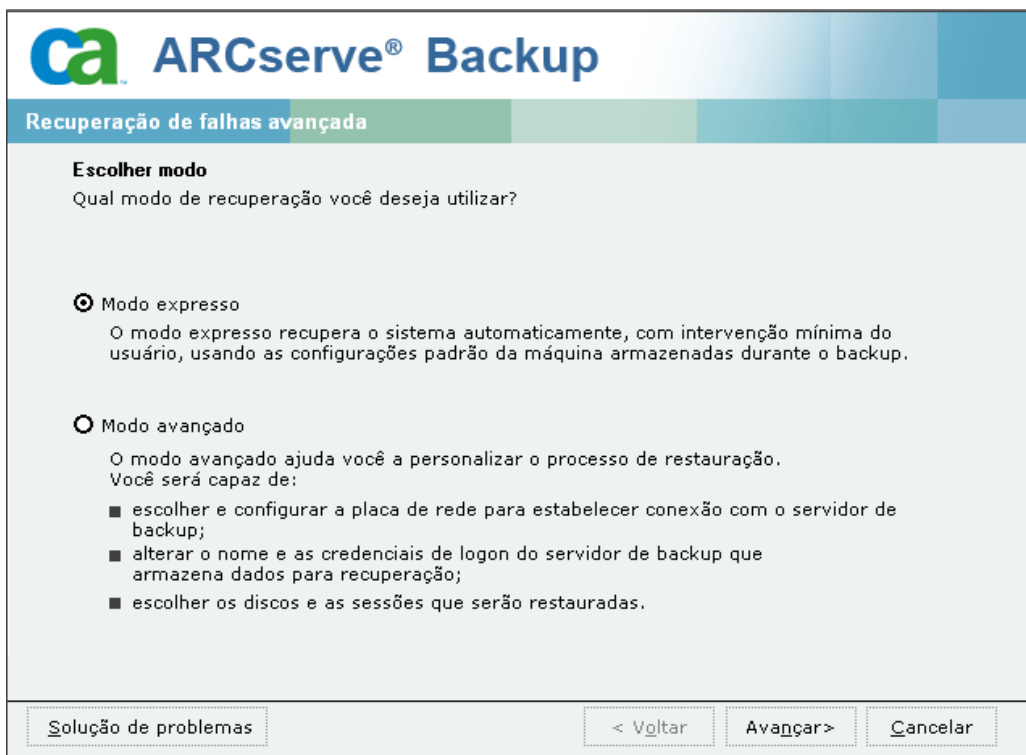 ca™ ARCserve® Backup
Recuperação de falhas avançada
Escolher modo
Qual modo de recuperação você deseja utilizar?
Modo expresso
O modo expresso recupera o sistema automaticamente, com intervenção mínima do
usuário, usando as configurações padrão da máquina armazenadas durante o backup.
Modo avançado
O modo avançado ajuda você a personalizar o processo de restauração.
Você será capaz de:
escolher e configurar a placa de rede para estabelecer conexão com o servidor de
backup;
alterar o nome e as credenciais de logon do servidor de backup que
armazena dados para recuperação;
escolher os discos e as sessões que serão restauradas.
Solução de problemas < Voltar Avançar> Cancelar